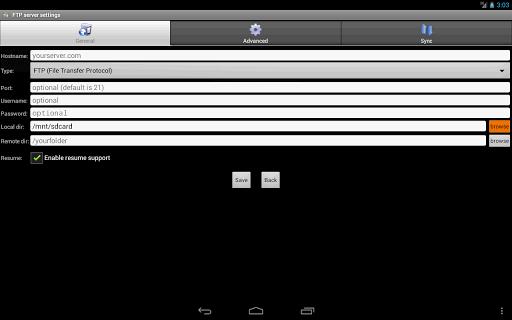 3:03
FTP server settings
General
Advanced
Sync
Hostname: yourserver.com
Type: FTP (File Transfer Protocol)
Port: optional (default is 21)
Username: optional
Password: optional
Local dir: /mnt/sdcard browse
Remote dir: /yourfolder browse
Resume: Enable resume support
Save Back